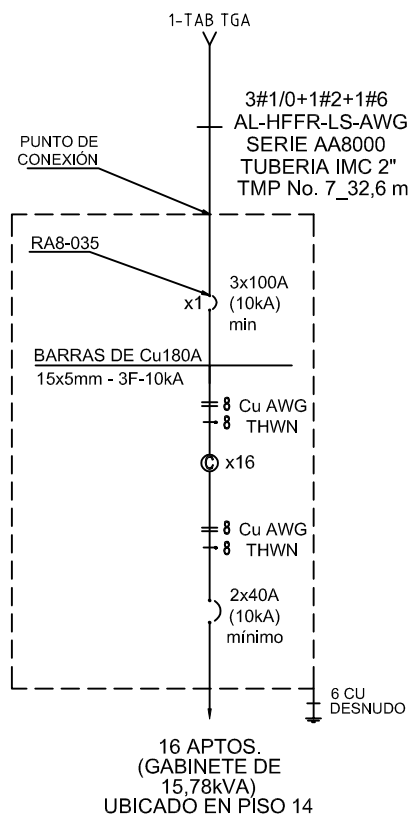 1-TAB TGA
3#1/0+1#2+1#6
AL-HFFR-LS-AWG
SERIE AA8000
TUBERIA IMC 2"
TMP No. 7_32,6 m
PUNTO DE
CONEXIÓN
RA8-035
x1
3x100A
(10kA)
min
BARRAS DE Cu180A
15x5mm - 3F-10kA
8 Cu AWG
8 THWN
C x16
8 Cu AWG
8 THWN
2x40A
(10kA)
mínimo
6 CU
DESNUDO
16 APTOS.
(GABINETE DE
15,78kVA)
UBICADO EN PISO 14